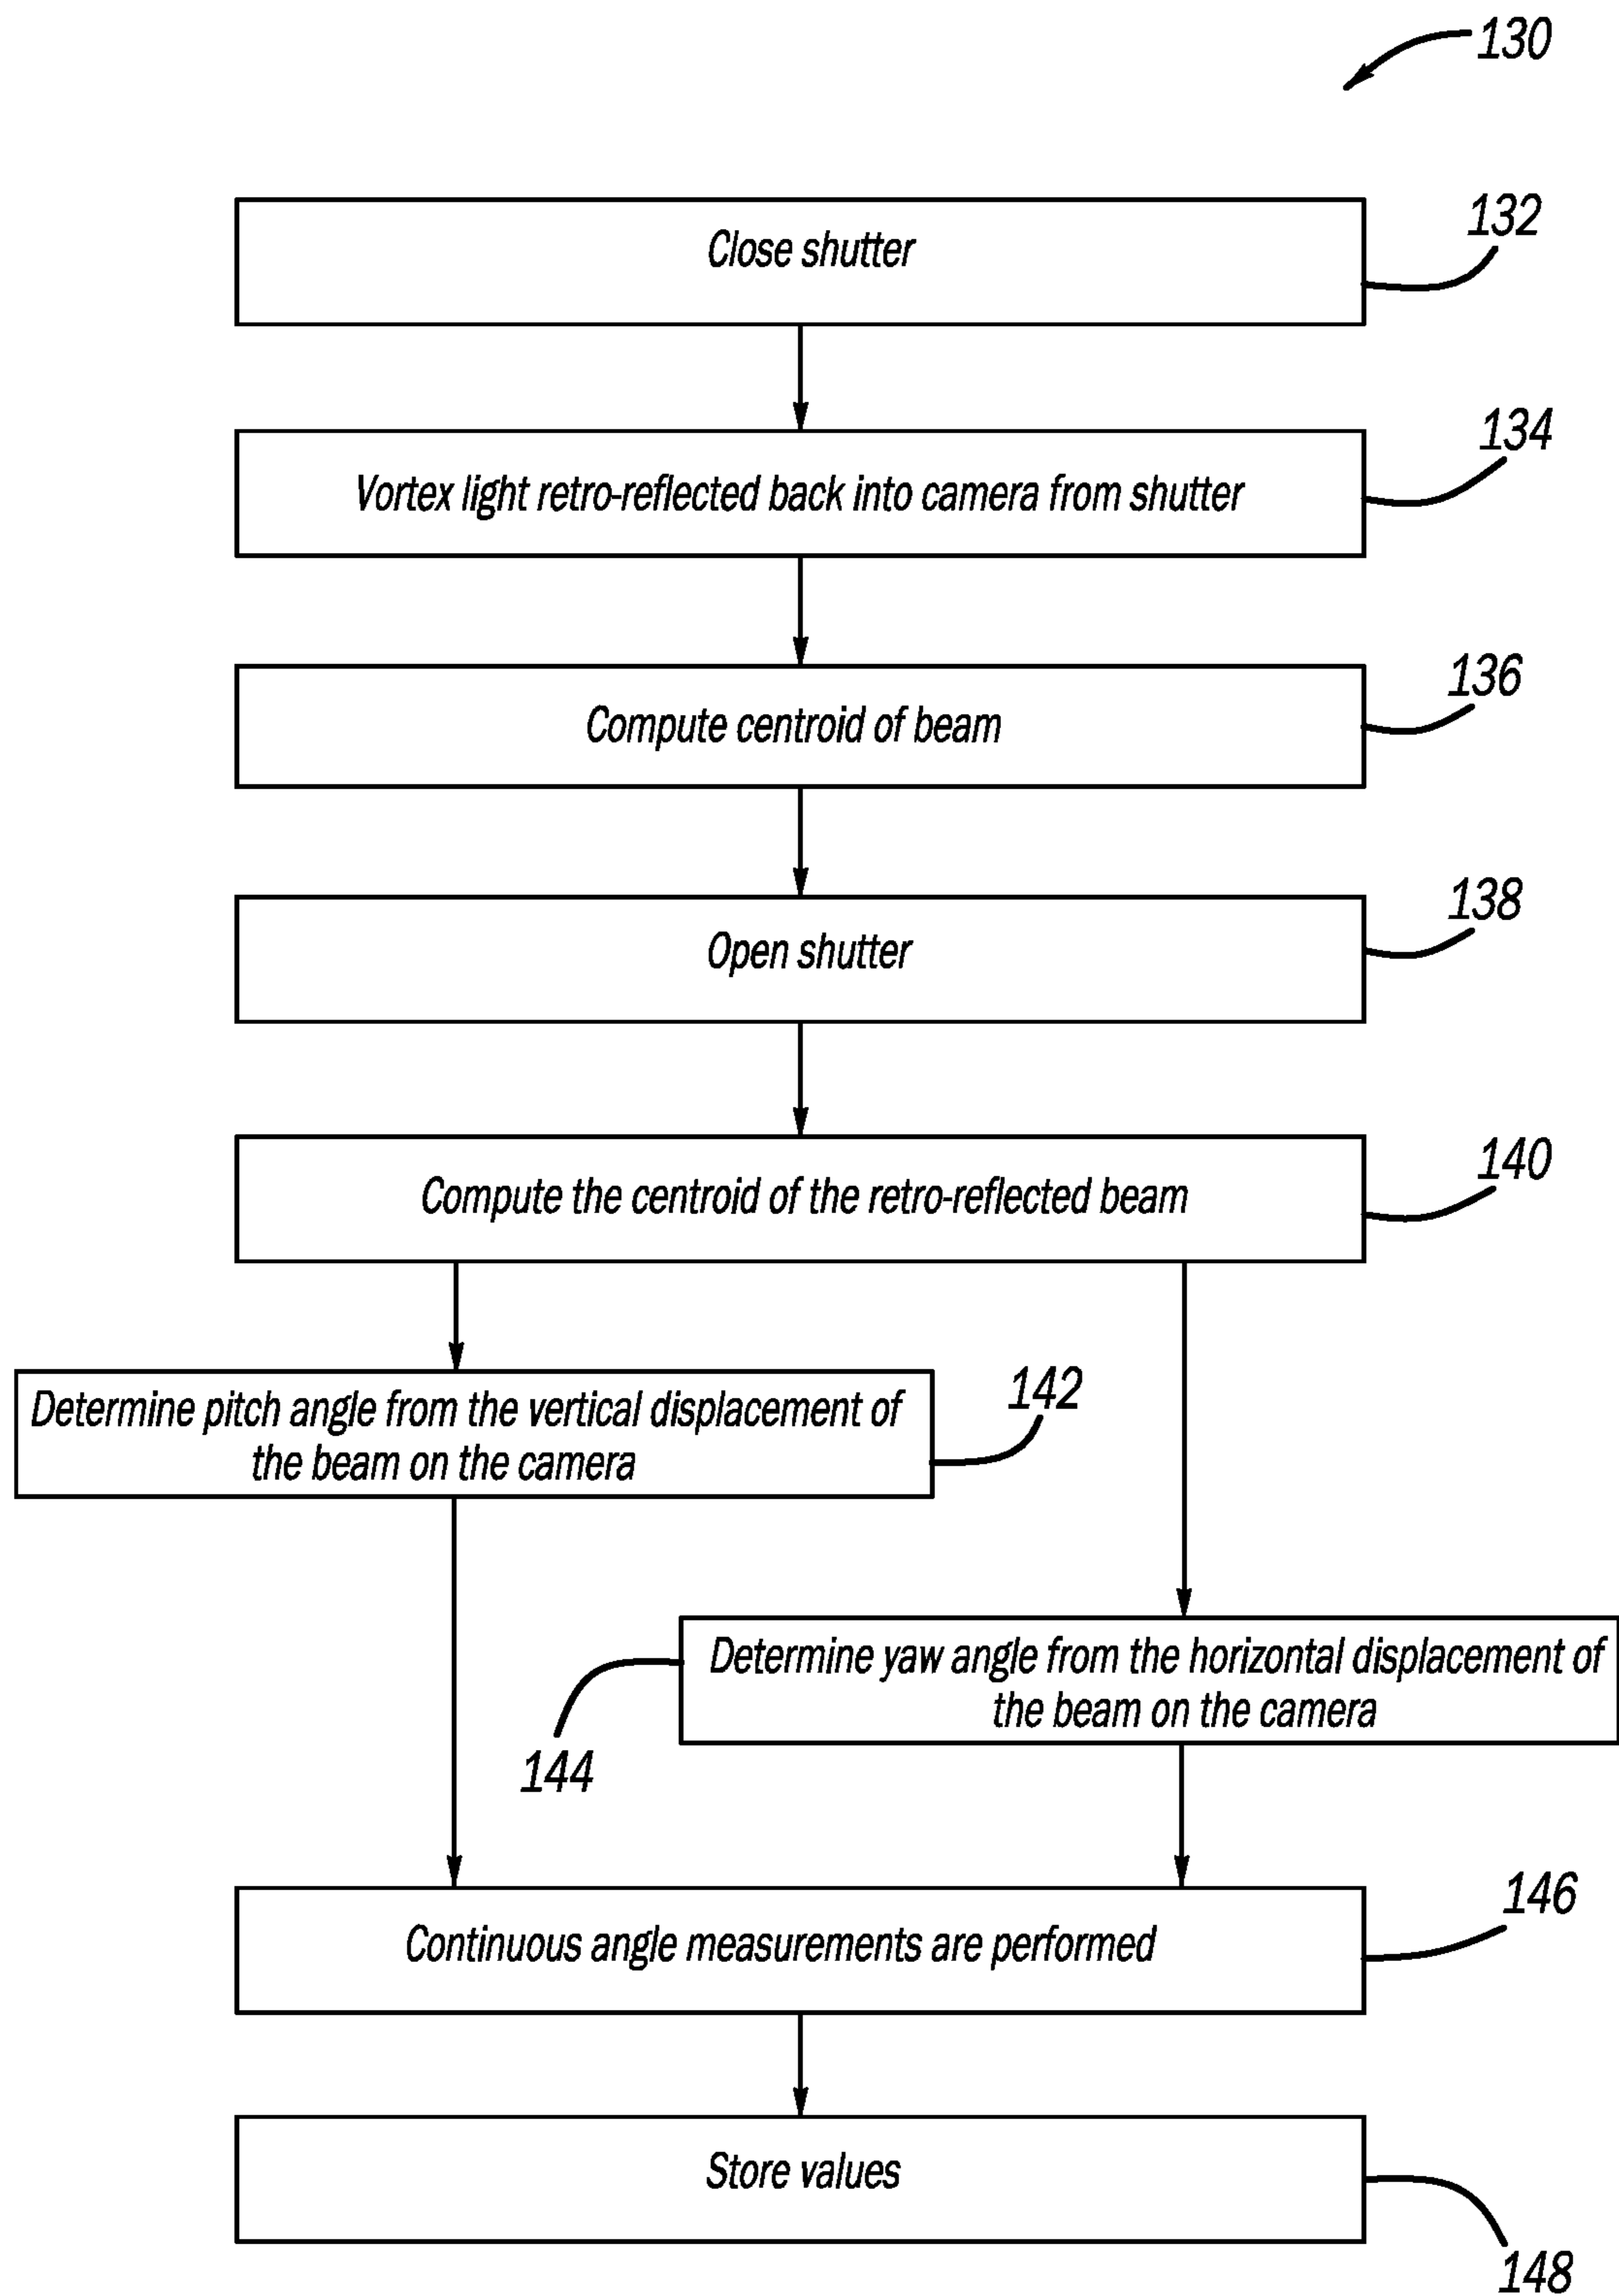 130
Close shutter
132
Vortex light retro-reflected back into camera from shutter
134
Compute centroid of beam
136
Open shutter
138
Compute the centroid of the retro-reflected beam
140
Determine pitch angle from the vertical displacement of
the beam on the camera
142
Determine yaw angle from the horizontal displacement of
the beam on the camera
144
Continuous angle measurements are performed
146
Store values
148